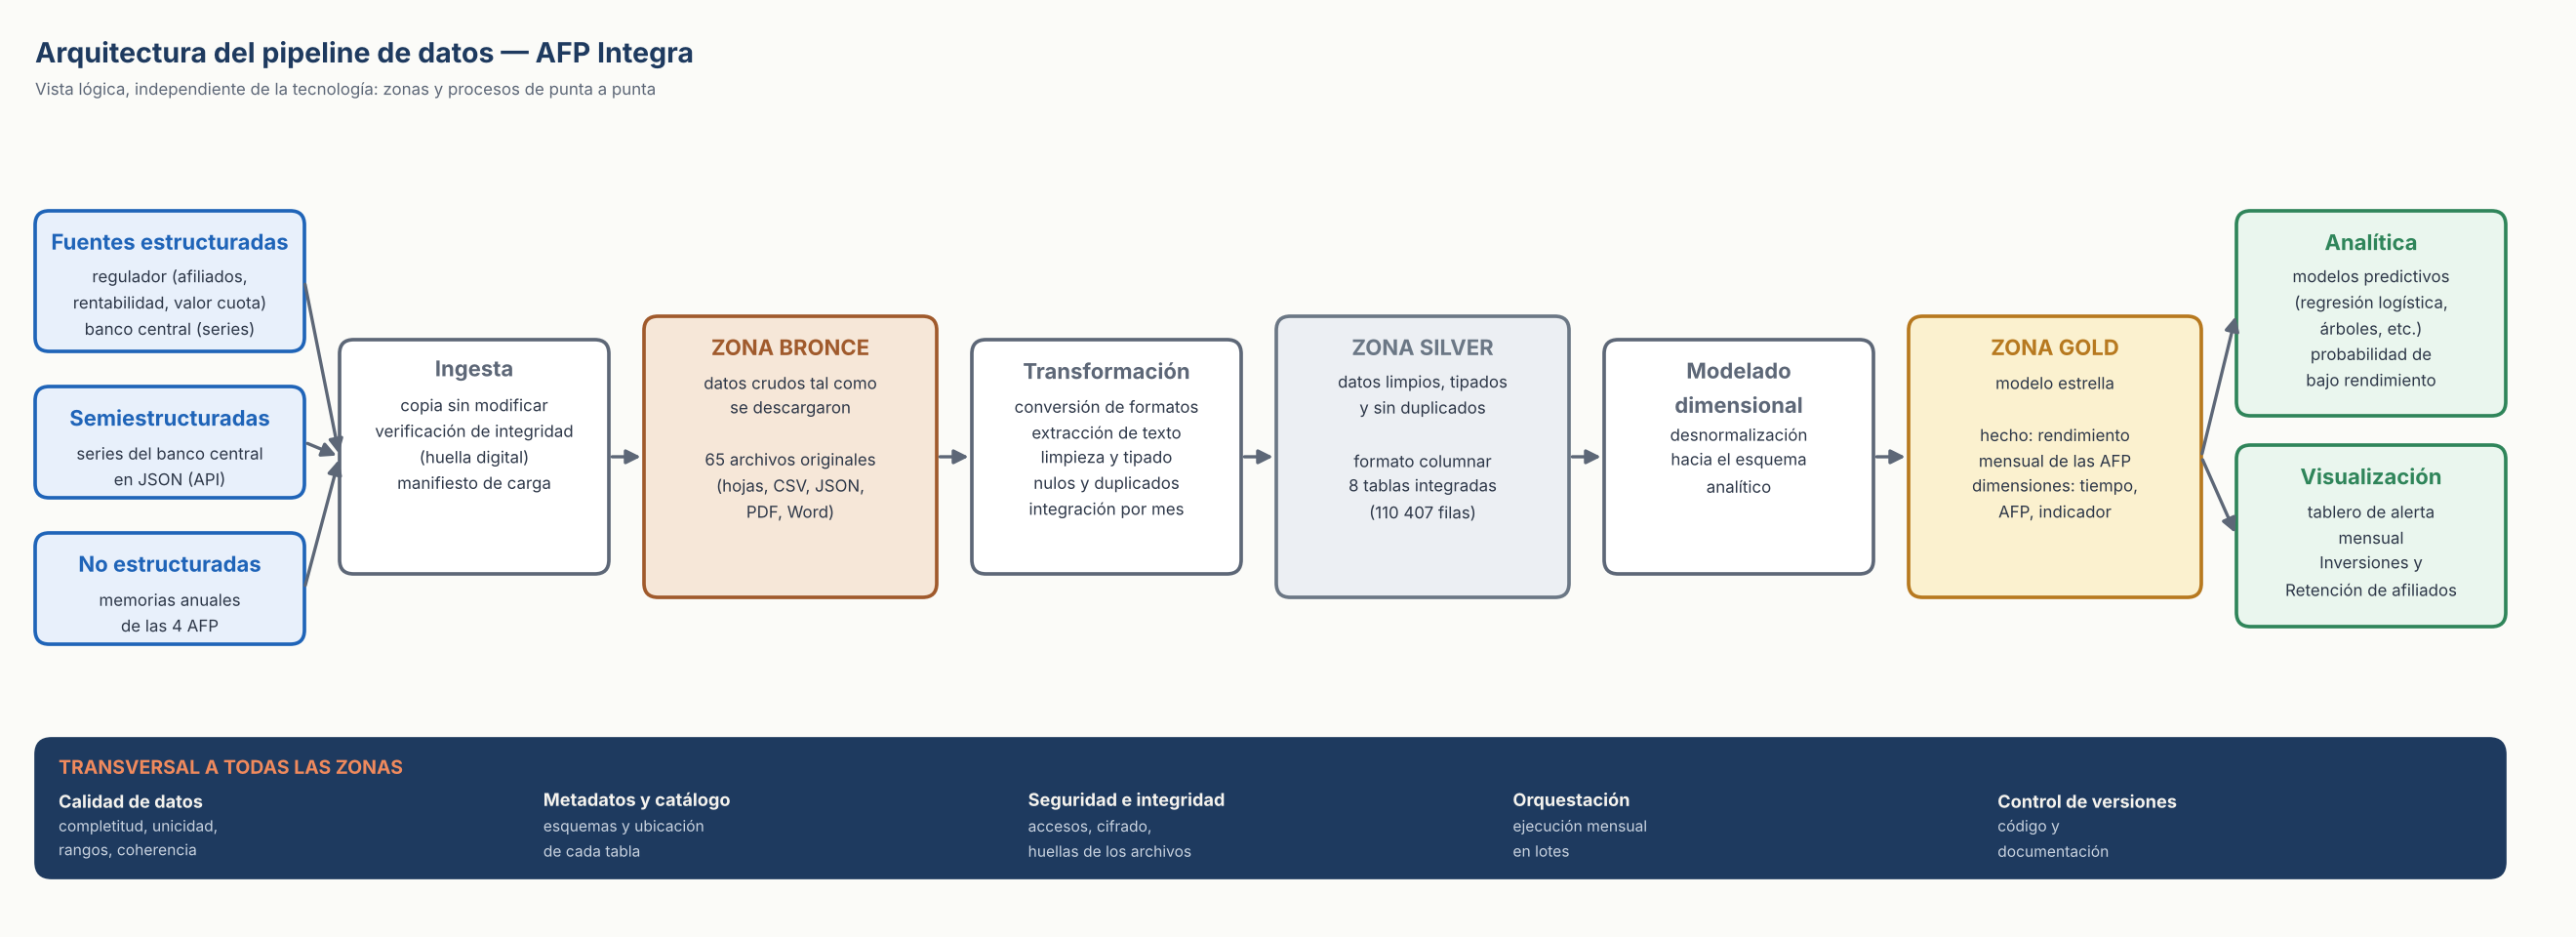 Arquitectura del pipeline de datos — AFP Integra
Vista lógica, independiente de la tecnología: zonas y procesos de punta a punta
Fuentes estructuradas
regulador (afiliados,
rentabilidad, valor cuota)
banco central (series)
Semiestructuradas
series del banco central
en JSON (API)
No estructuradas
memorias anuales
de las 4 AFP
Ingesta
copia sin modificar
verificación de integridad
(huella digital)
manifiesto de carga
ZONA BRONCE
datos crudos tal como
se descargaron
65 archivos originales
(hojas, CSV, JSON,
PDF, Word)
Transformación
conversión de formatos
extracción de texto
limpieza y tipado
nulos y duplicados
integración por mes
ZONA SILVER
datos limpios, tipados
y sin duplicados
formato columnar
8 tablas integradas
(110 407 filas)
Modelado
dimensional
desnormalización
hacia el esquema
analítico
ZONA GOLD
modelo estrella
hecho: rendimiento
mensual de las AFP
dimensiones: tiempo,
AFP, indicador
Analítica
modelos predictivos
(regresión logística,
árboles, etc.)
probabilidad de
bajo rendimiento
Visualización
tablero de alerta
mensual
Inversiones y
Retención de afiliados
TRANSVERSAL A TODAS LAS ZONAS
Calidad de datos
completitud, unicidad,
rangos, coherencia
Metadatos y catálogo
esquemas y ubicación
de cada tabla
Seguridad e integridad
accesos, cifrado,
huellas de los archivos
Orquestación
ejecución mensual
en lotes
Control de versiones
código y
documentación